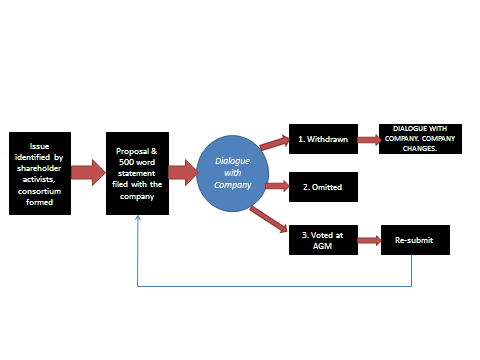 Issue
identified by
shareholder
activists,
consortium
formed
Proposal &
500 word
statement
filed with the
company
Dialogue
with
Company
1. Withdrawn
DIALOGUE WITH
COMPANY. COMPANY
CHANGES.
2. Omitted
3. Voted at
AGM
Re-submit